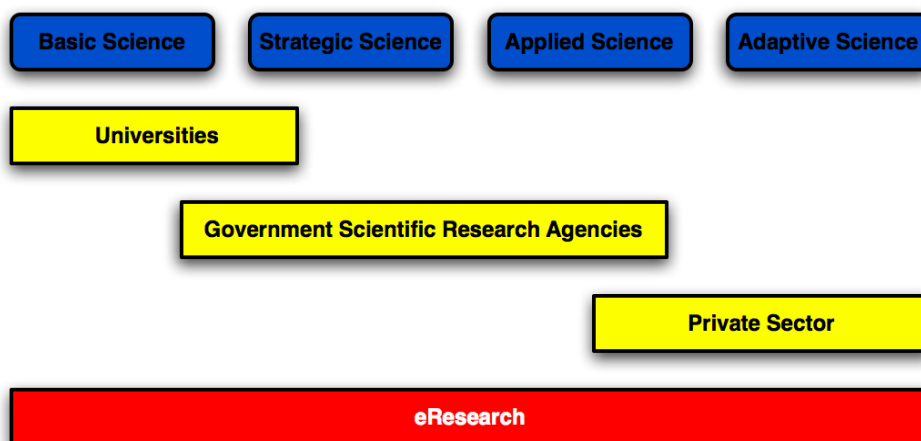 Basic Science
Strategic Science
Applied Science
Adaptive Science
Universities
Government Scientific Research Agencies
Private Sector
eResearch